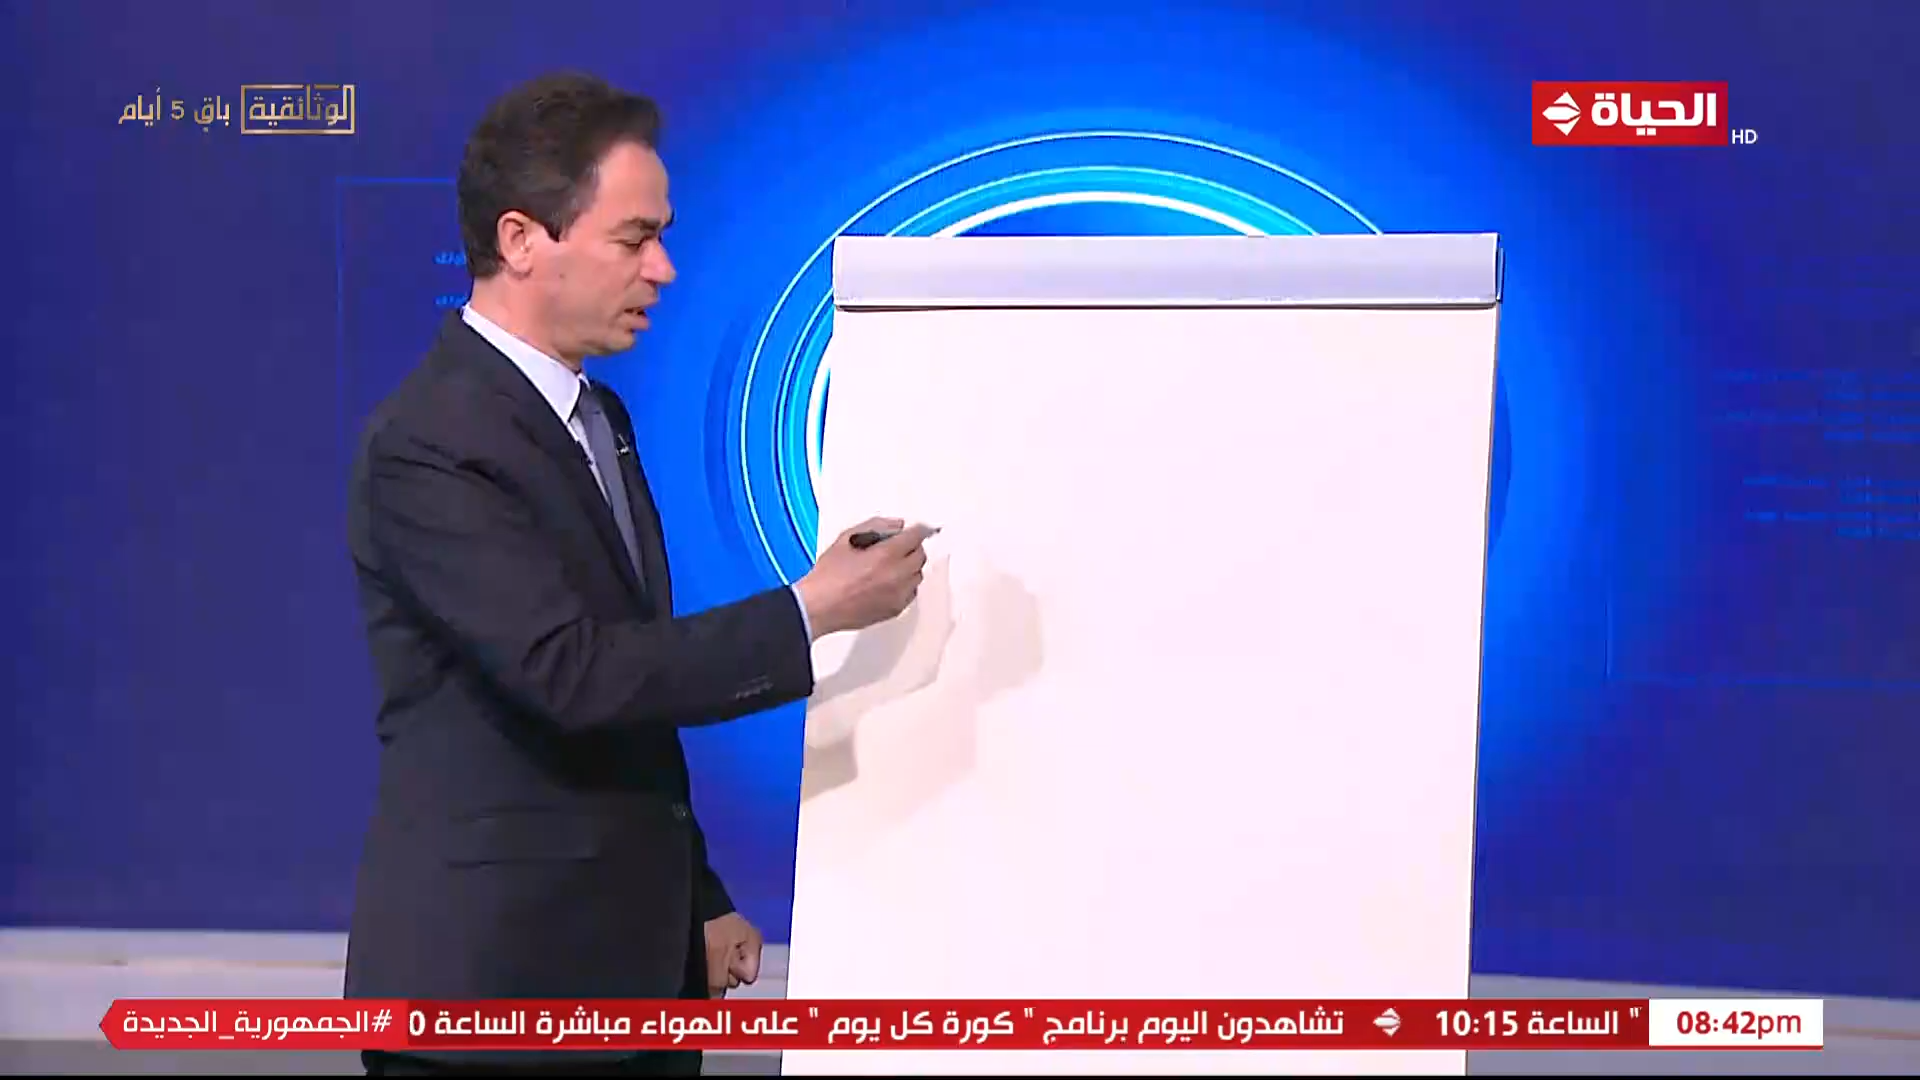 الوثائقية باقٍ 5 أيام
الحياة
HD
#الجمهورية_الجديدة
" الساعة 10:15 تشاهدون اليوم برنامج " كورة كل يوم " على الهواء مباشرة الساعة 0
08:42pm